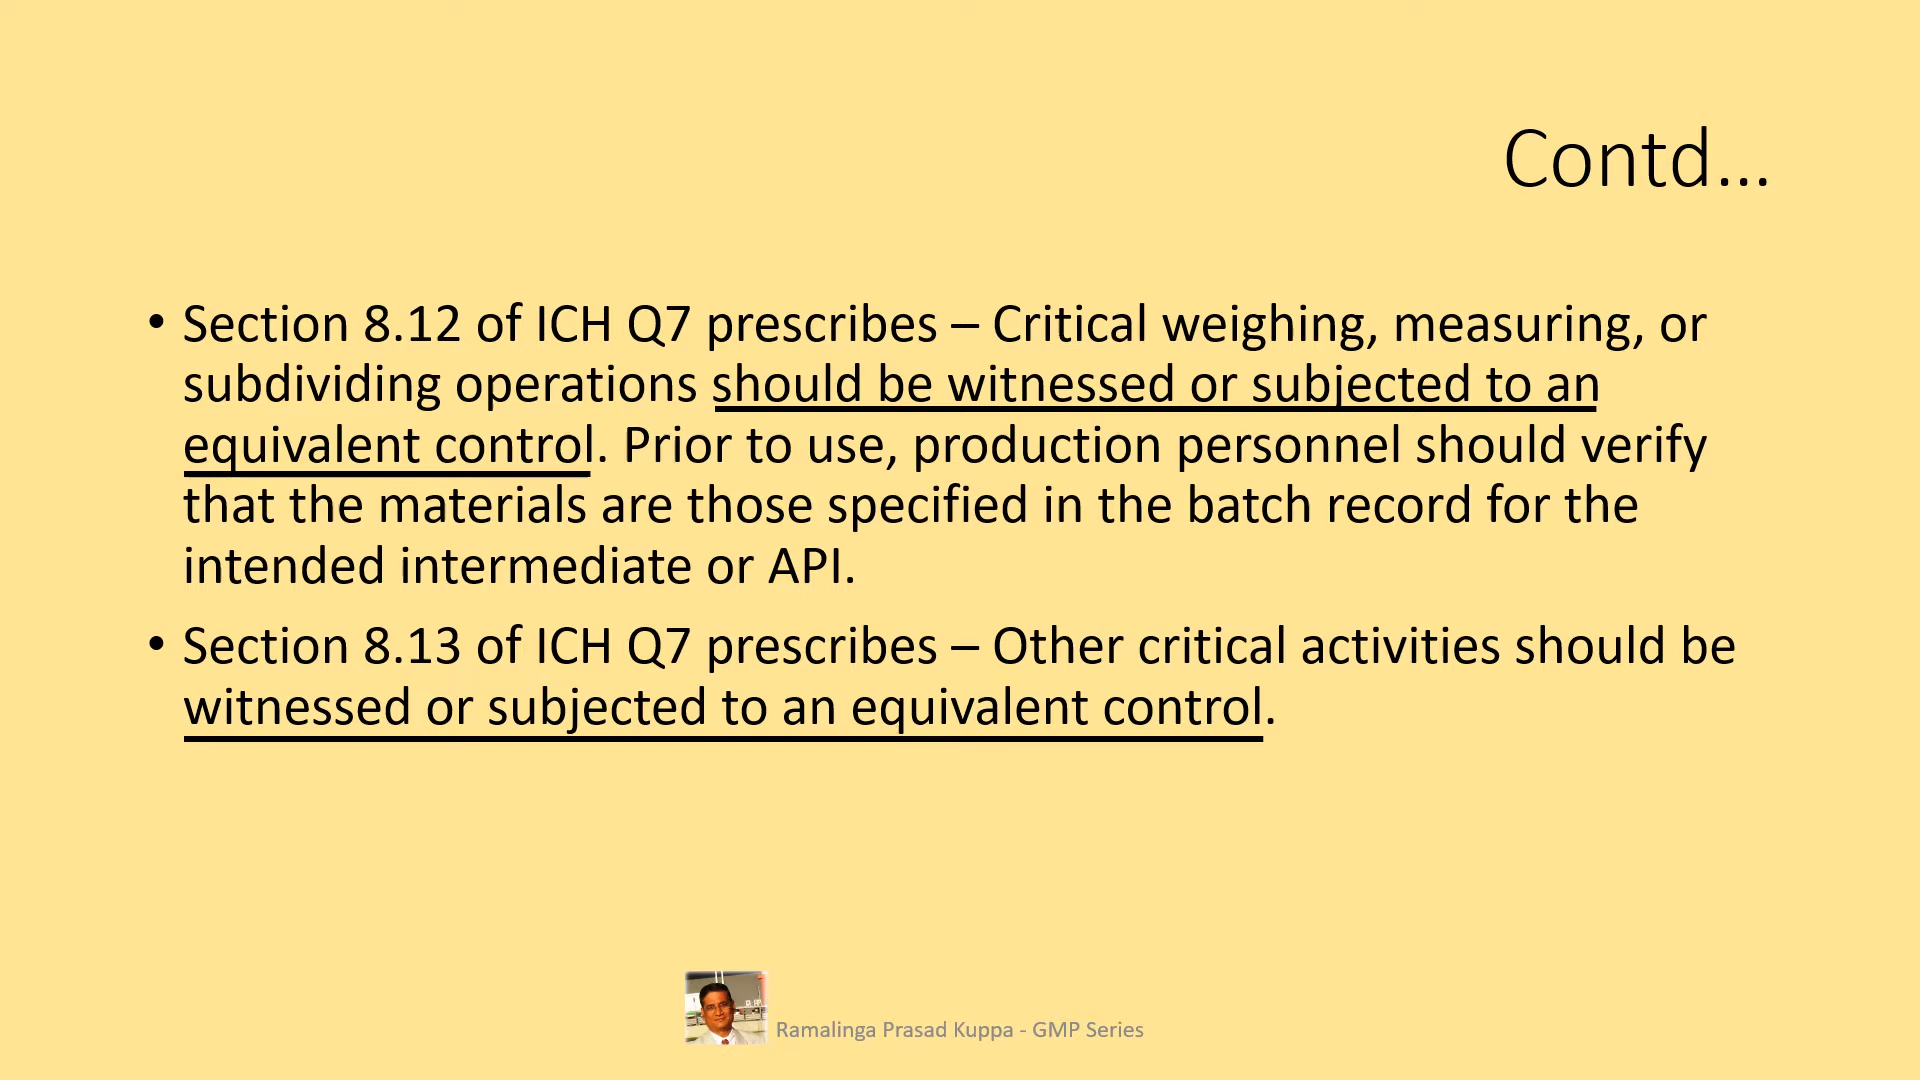 Contd...
• Section 8.12 of ICH Q7 prescribes – Critical weighing, measuring, or
subdividing operations should be witnessed or subjected to an
equivalent control. Prior to use, production personnel should verify
that the materials are those specified in the batch record for the
intended intermediate or API.
• Section 8.13 of ICH Q7 prescribes – Other critical activities should be
witnessed or subjected to an equivalent control.
Ramalinga Prasad Kuppa - GMP Series